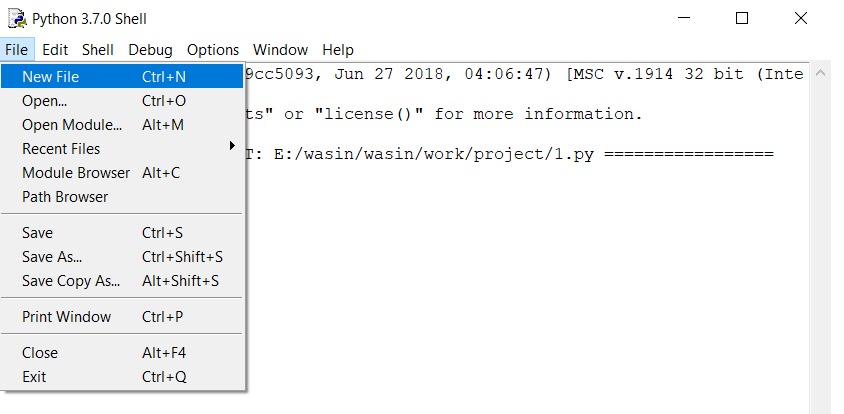 Python 3.7.0 Shell
File Edit Shell Debug Options Window Help
New File Ctrl+N
9cc5093, Jun 27 2018, 04:06:47) [MSC v.1914 32 bit (Inte
Open... Ctrl+O
ts" or "license()" for more information.
Open Module... Alt+M
Recent Files
T: E:/wasin/wasin/work/project/1.py =================
Module Browser Alt+C
Path Browser
Save Ctrl+S
Save As... Ctrl+Shift+S
Save Copy As... Alt+Shift+S
Print Window Ctrl+P
Close Alt+F4
Exit Ctrl+Q